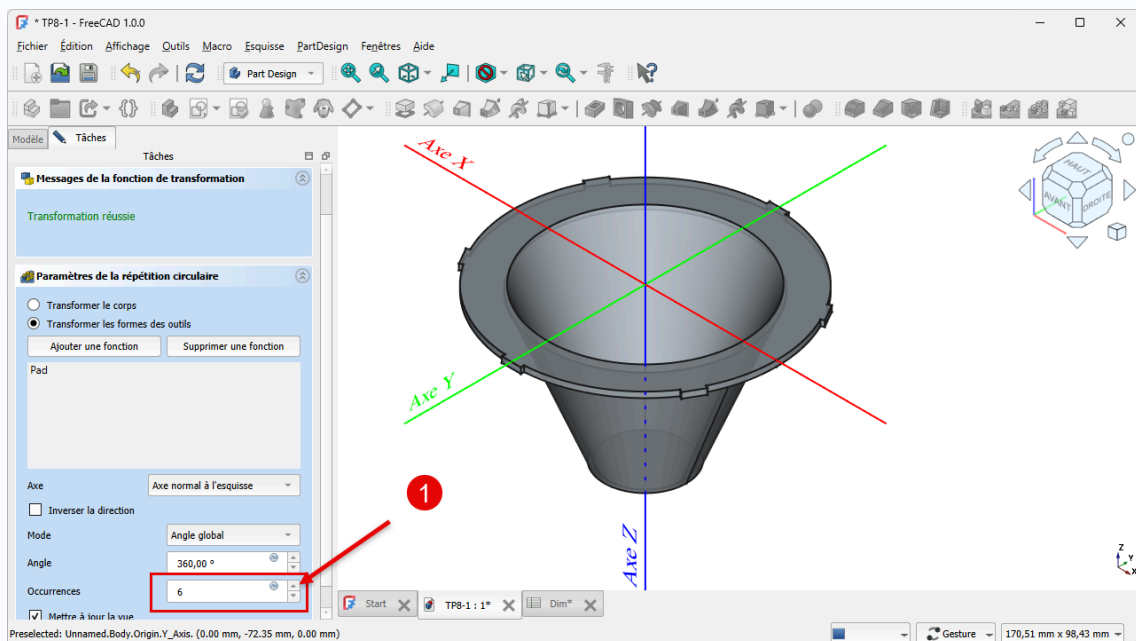 * TP8-1 - FreeCAD 1.0.0
Fichier Édition Affichage Outils Macro Esquisse PartDesign Fenêtres Aide
Part Design
Modèle Tâches
Tâches
Messages de la fonction de transformation
Transformation réussie
Paramètres de la répétition circulaire
Transformer le corps
Transformer les formes des outils
Ajouter une fonction Supprimer une fonction
Pad
Axe Axe normal à l'esquisse
Inverser la direction
Mode Angle global
Angle 360,00 °
Occurrences 6
Mettre à jour la vue
1
Axe X
Axe Y
Axe Z
HAUT
AVANT
DROITE
Z
Y
X
Start TP8-1 : 1* Dim*
Preselected: Unnamed.Body.Origin.Y_Axis. (0.00 mm, -72.35 mm, 0.00 mm) Gesture 170,51 mm x 98,43 mm